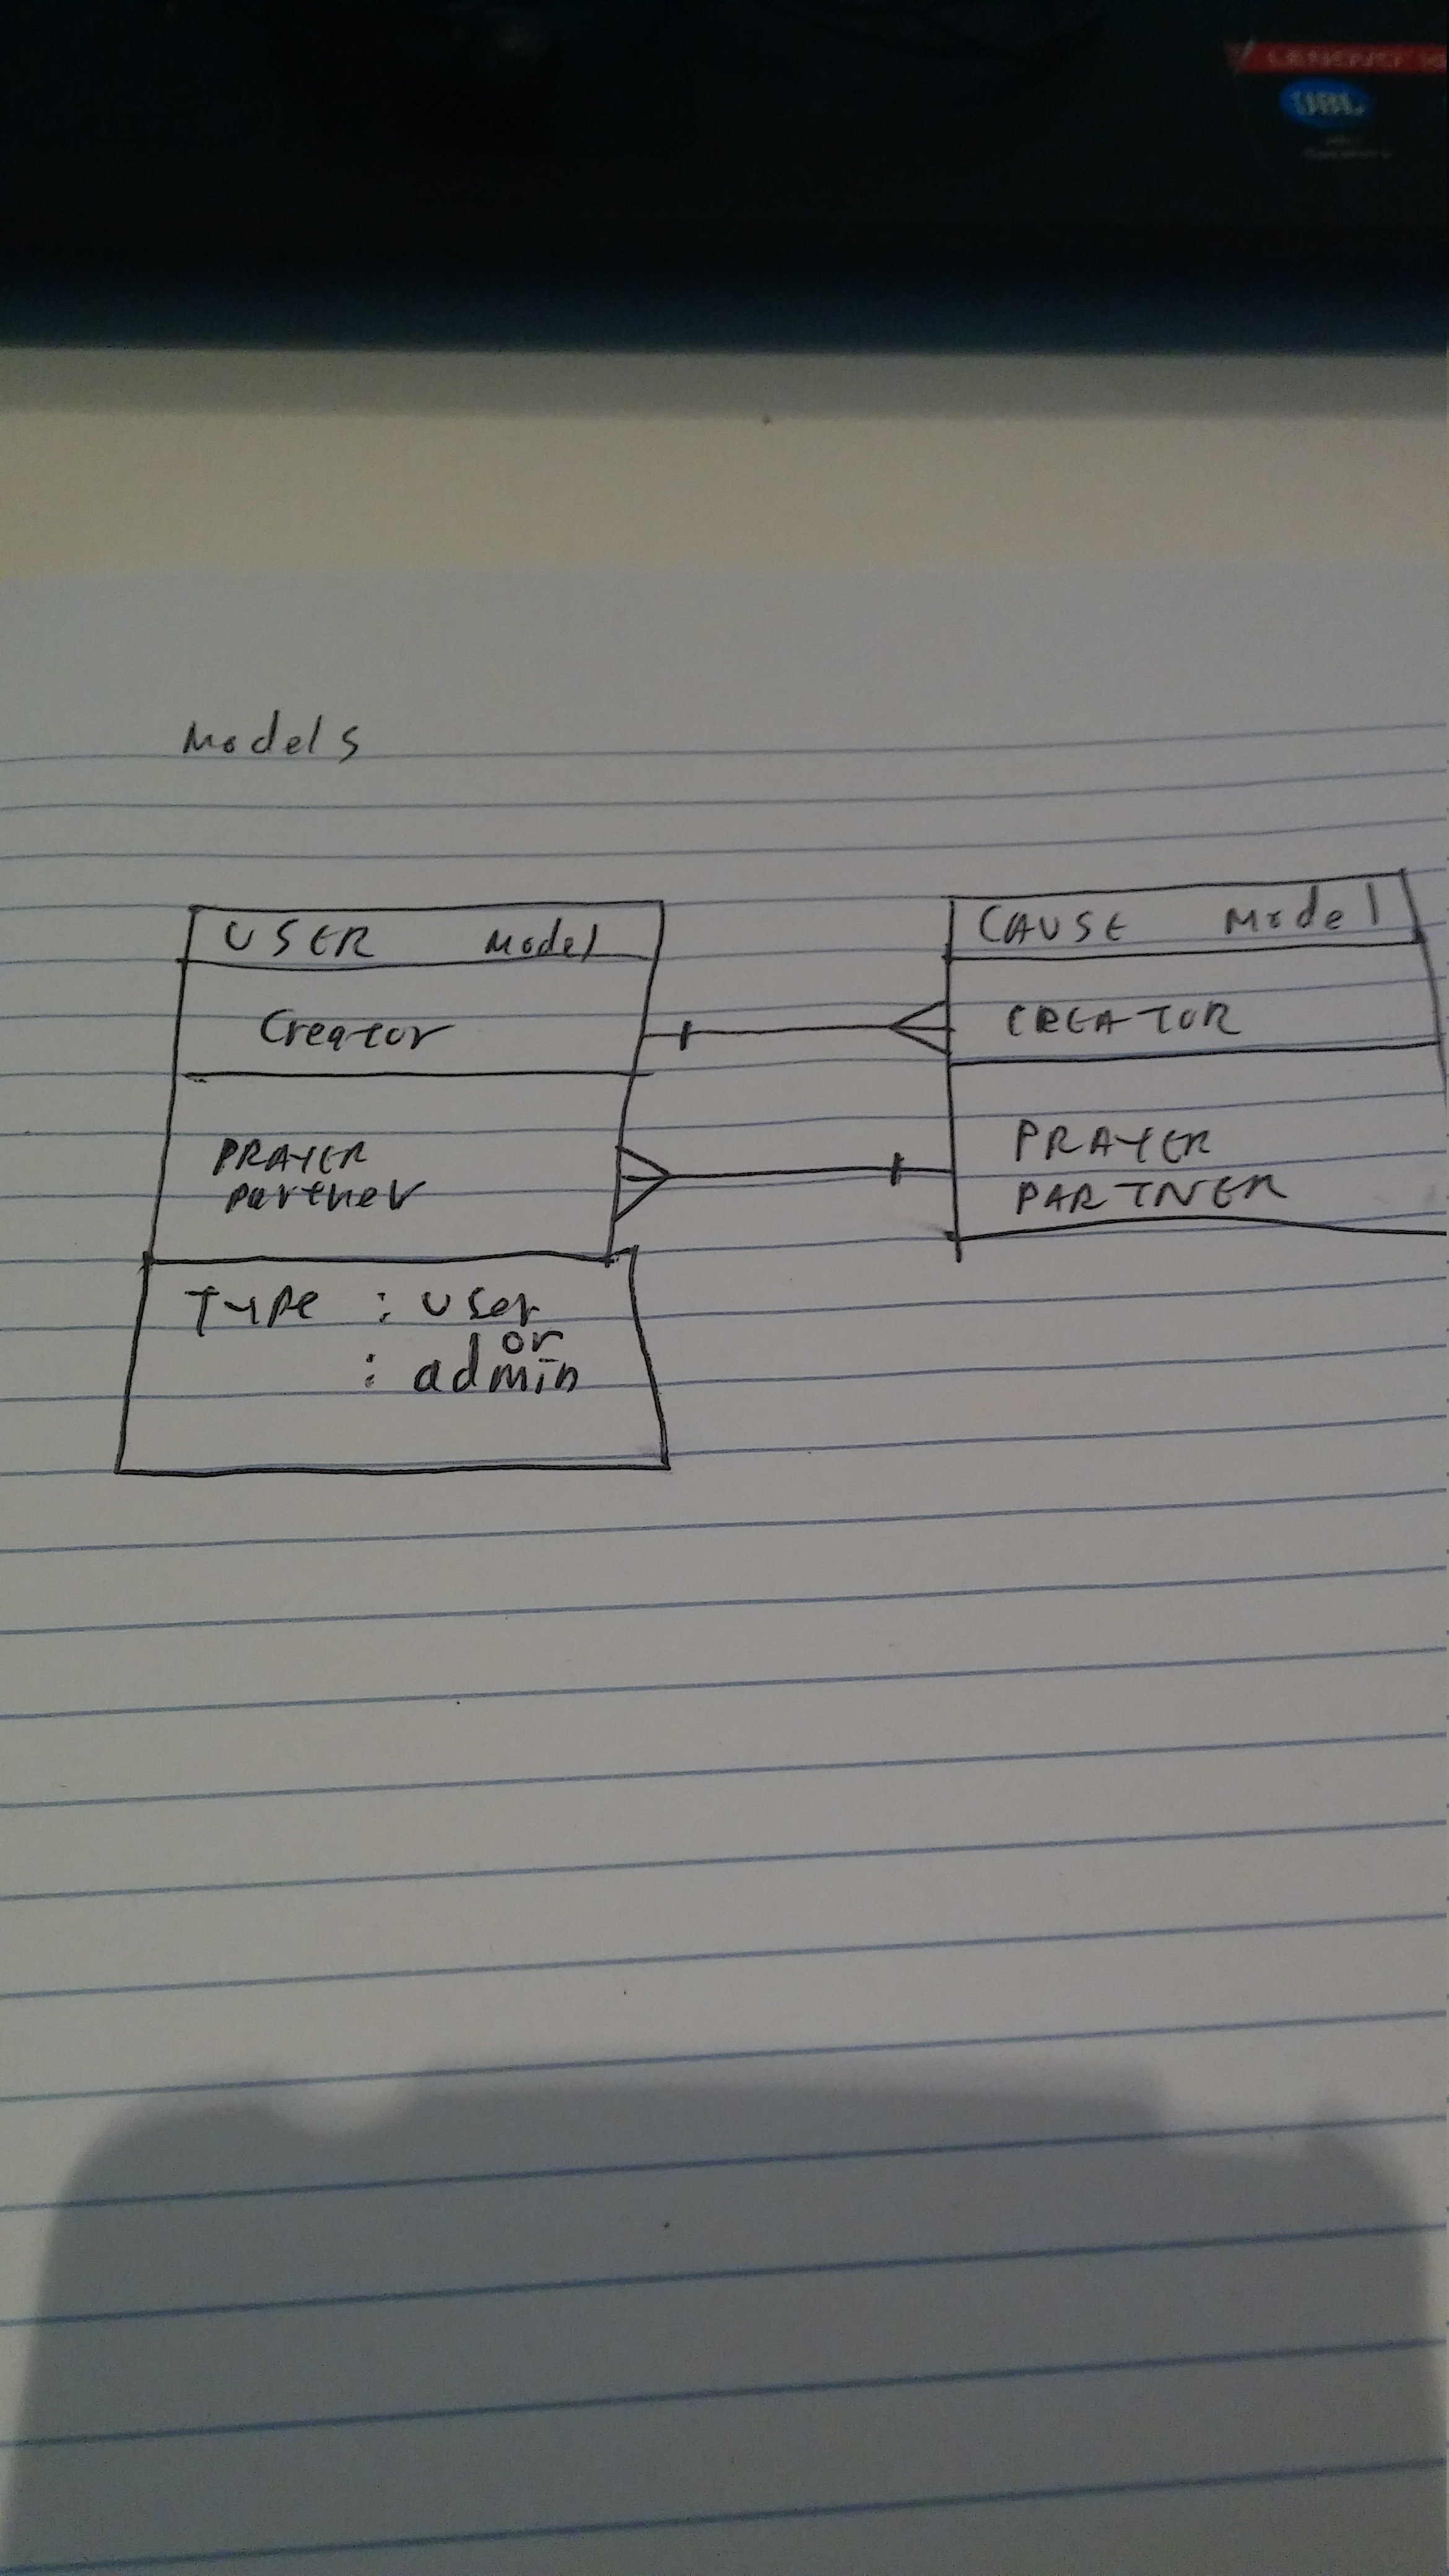 Models
USER Model
Creator
PRAYER
Partner
Type : user
or
: admin
CAUSE Model
CREATOR
PRAYER
PARTNER